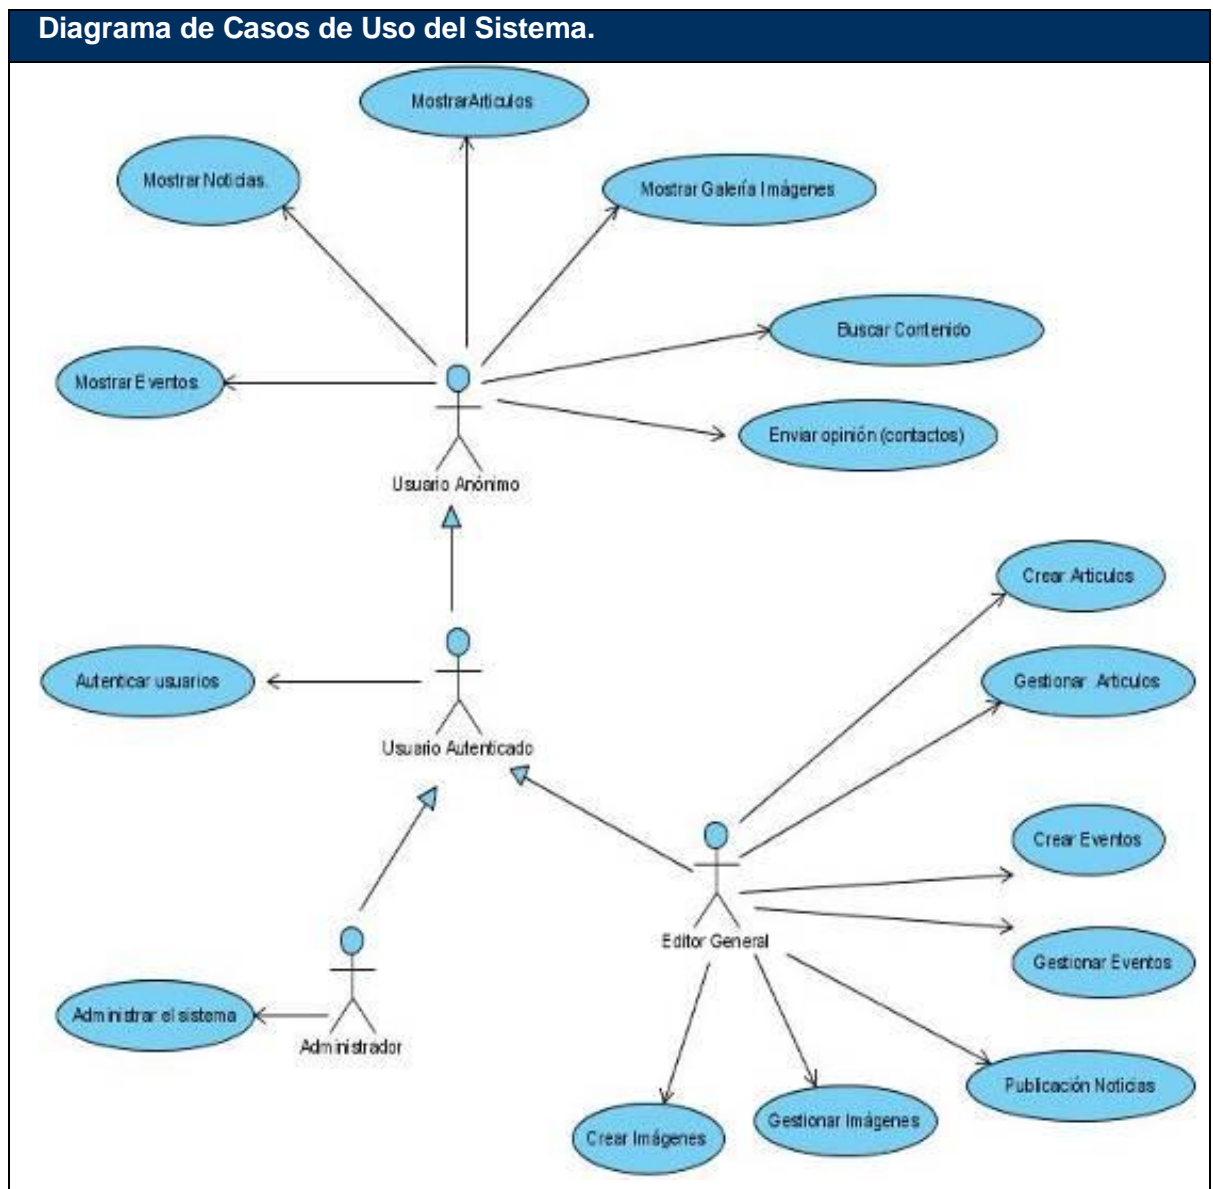 Diagrama de Casos de Uso del Sistema.
MostrarArticulos
Mostrar Noticias.
Mostrar Galería Imágenes
Buscar Contenido
Mostrar Eventos.
Enviar opinión (contactos)
Usuario Anónimo
Crear Articulos
Autenticar usuarios
Gestionar Articulos
Usuario Autenticado
Crear Eventos
Editor General
Gestionar Eventos
Administrar el sistema
Administrador
Publicación Noticias
Gestionar Imágenes
Crear Imágenes